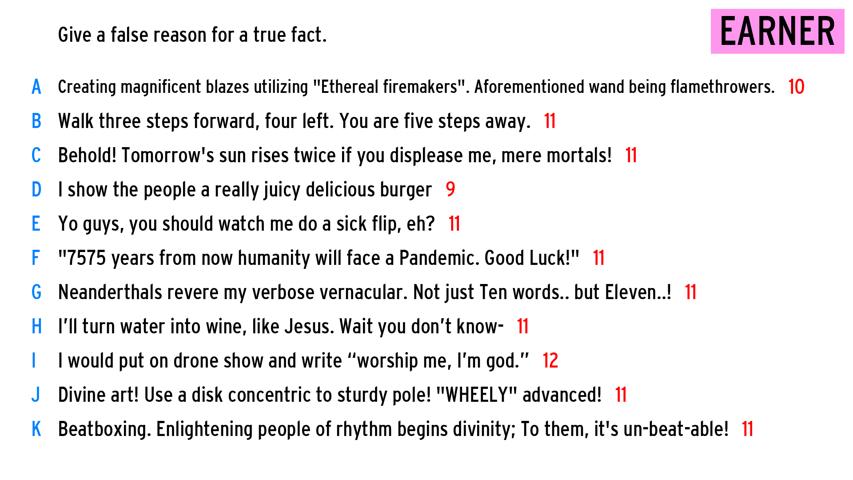 Give a false reason for a true fact.
EARNER
A Creating magnificent blazes utilizing "Ethereal firemakers". Aforementioned wand being flamethrowers. 10
B Walk three steps forward, four left. You are five steps away. 11
C Behold! Tomorrow's sun rises twice if you displease me, mere mortals! 11
D I show the people a really juicy delicious burger 9
E Yo guys, you should watch me do a sick flip, eh? 11
F "7575 years from now humanity will face a Pandemic. Good Luck!" 11
G Neanderthals revere my verbose vernacular. Not just Ten words.. but Eleven..! 11
H I’ll turn water into wine, like Jesus. Wait you don’t know- 11
I I would put on drone show and write “worship me, I’m god.” 12
J Divine art! Use a disk concentric to sturdy pole! "WHEELY" advanced! 11
K Beatboxing. Enlightening people of rhythm begins divinity; To them, it's un-beat-able! 11